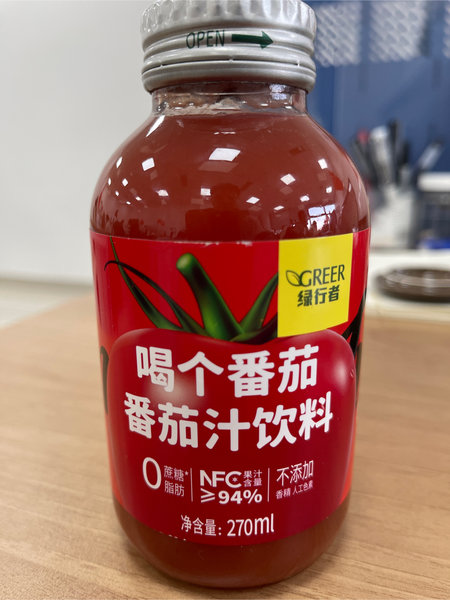 OPEN
GREER
绿行者
喝个番茄
番茄汁饮料
0 蔗糖*
脂肪
NFC 果汁含量
≥94%
不添加
香精 人工色素
净含量: 270ml